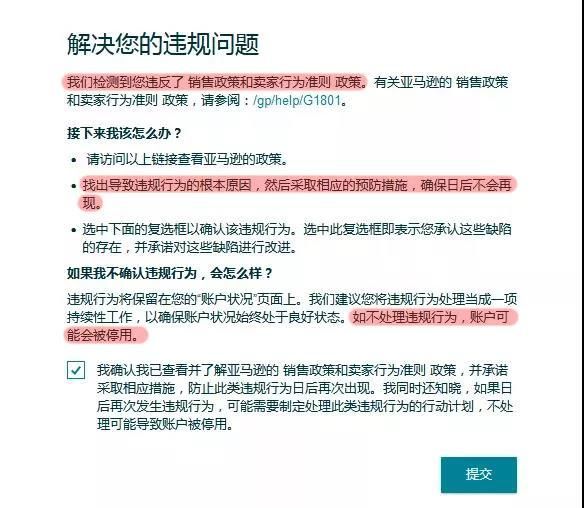 解决您的违规问题
我们检测到您违反了 销售政策和卖家行为准则 政策。有关亚马逊的 销售政策
和卖家行为准则 政策，请参阅：/gp/help/G1801。
接下来我该怎么办？
• 请访问以上链接查看亚马逊的政策。
• 找出导致违规行为的根本原因，然后采取相应的预防措施，确保日后不会再
现。
• 选中下面的复选框以确认该违规行为。选中此复选框即表示您承认这些缺陷
的存在，并承诺对这些缺陷进行改进。
如果我不确认违规行为，会怎么样？
违规行为将保留在您的“账户状况”页面上。我们建议您将违规行为处理当成一项
持续性工作，以确保账户状况始终处于良好状态。如不处理违规行为，账户可
能会被停用。
我确认我已查看并了解亚马逊的 销售政策和卖家行为准则 政策，并承诺
采取相应措施，防止此类违规行为日后再次出现。我同时还知晓，如果日
后再次发生违规行为，可能需要制定处理此类违规行为的行动计划，不处
理可能导致账户被停用。
提交